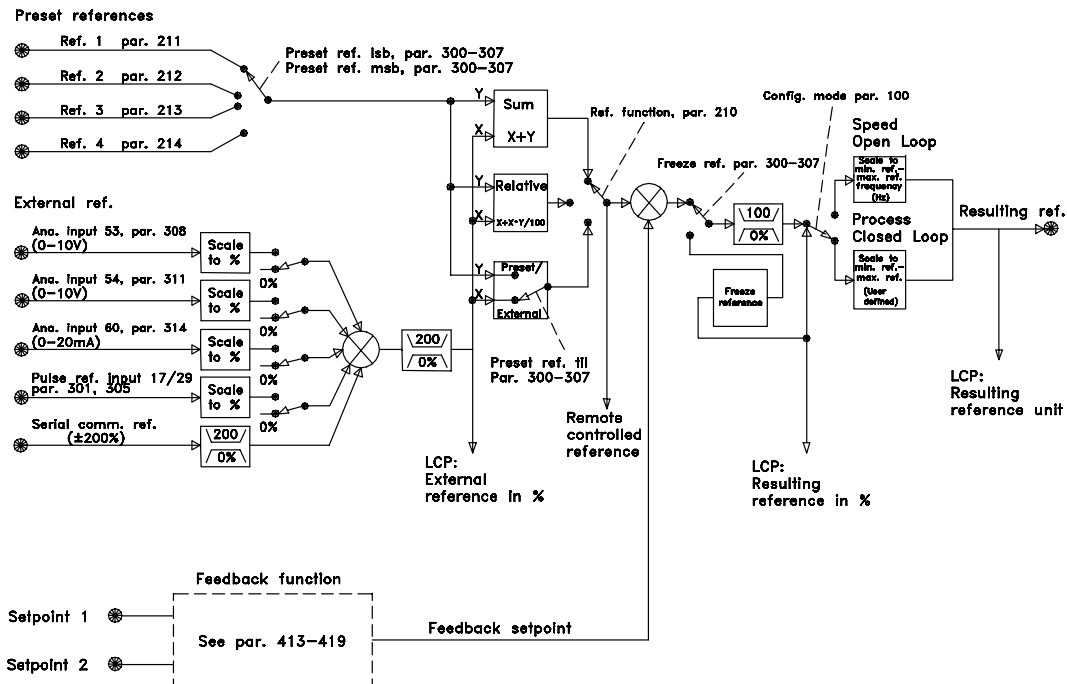 Preset references
Ref. 1 par. 211
Ref. 2 par. 212
Ref. 3 par. 213
Ref. 4 par. 214
Preset ref. lsb, par. 300-307
Preset ref. msb, par. 300-307
Y
X
Sum
X+Y
Y
X
Relative
X+X*Y/100
Y
X
Preset/
External
Preset ref. til
Par. 300-307
Ref. function, par. 210
Freeze ref. par. 300-307
Config. mode par. 100
Speed
Open Loop
Scale to
min. ref.-
max. ref.
frequency
(Hz)
Process
Closed Loop
Scale to
min. ref.-
max. ref.
(User
defined)
Resulting ref.
100
0%
Freeze
reference
External ref.
Ana. input 53, par. 308
(0-10V)
Scale
to %
0%
Ana. input 54, par. 311
(0-10V)
Scale
to %
0%
Ana. input 60, par. 314
(0-20mA)
Scale
to %
0%
Pulse ref. input 17/29
par. 301, 305
Scale
to %
0%
Serial comm. ref.
(±200%)
200
0%
200
0%
LCP:
External
reference in %
Remote
controlled
reference
LCP:
Resulting
reference in %
LCP:
Resulting
reference unit
Feedback function
Setpoint 1
Setpoint 2
See par. 413-419
Feedback setpoint